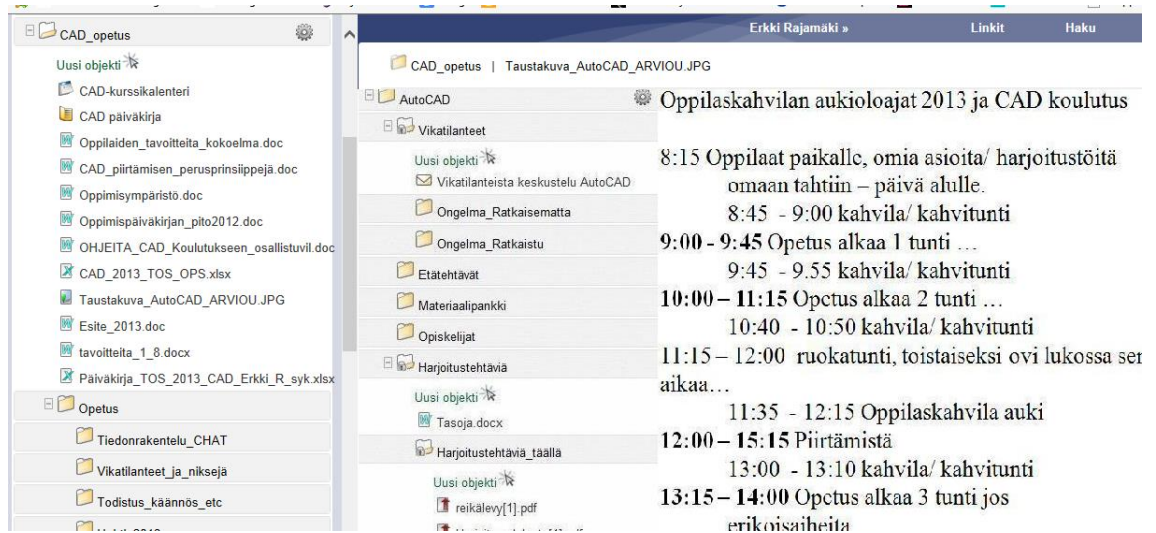 CAD_opetus
Uusi objekti
CAD-kurssikalenteri
CAD päiväkirja
Oppilaiden_tavoitteita_kokoelma.doc
CAD_piirtämisen_perusprinsiippejä.doc
Oppimisympäristö.doc
Oppimispäiväkirjan_pito2012.doc
OHJEITA_CAD_Koulutukseen_osallistuvil.doc
CAD_2013_TOS_OPS.xlsx
Taustakuva_AutoCAD_ARVIOU.JPG
Esite_2013.doc
tavoitteita_1_8.docx
Päiväkirja_TOS_2013_CAD_Erkki_R_syk.xlsx
Opetus
Tiedonrakentelu_CHAT
Vikatilanteet_ja_niksejä
Todistus_käännös_etc
Erkki Rajamäki » Linkit Haku
CAD_opetus | Taustakuva_AutoCAD_ARVIOU.JPG
AutoCAD
Vikatilanteet
Uusi objekti
Vikatilanteista keskustelu AutoCAD
Ongelma_Ratkaisematta
Ongelma_Ratkaistu
Etätehtävät
Materiaalipankki
Opiskelijat
Harjoitustehtäviä
Uusi objekti
Tasoja.docx
Harjoitustehtäviä_täällä
Uusi objekti
reikälevy[1].pdf
Oppilaskahvilan aukioloajat 2013 ja CAD koulutus
8:15 Oppilaat paikalle, omia asioita/ harjoitustöitä
omaan tahtiin – päivä alulle.
8:45 - 9:00 kahvila/ kahvitunti
9:00 - 9:45 Opetus alkaa 1 tunti …
9:45 - 9.55 kahvila/ kahvitunti
10:00 – 11:15 Opetus alkaa 2 tunti …
10:40 - 10:50 kahvila/ kahvitunti
11:15 – 12:00 ruokatunti, toistaiseksi ovi lukossa sen
aikaa…
11:35 - 12:15 Oppilaskahvila auki
12:00 – 15:15 Piirtämistä
13:00 - 13:10 kahvila/ kahvitunti
13:15 – 14:00 Opetus alkaa 3 tunti jos
erikoisaiheita